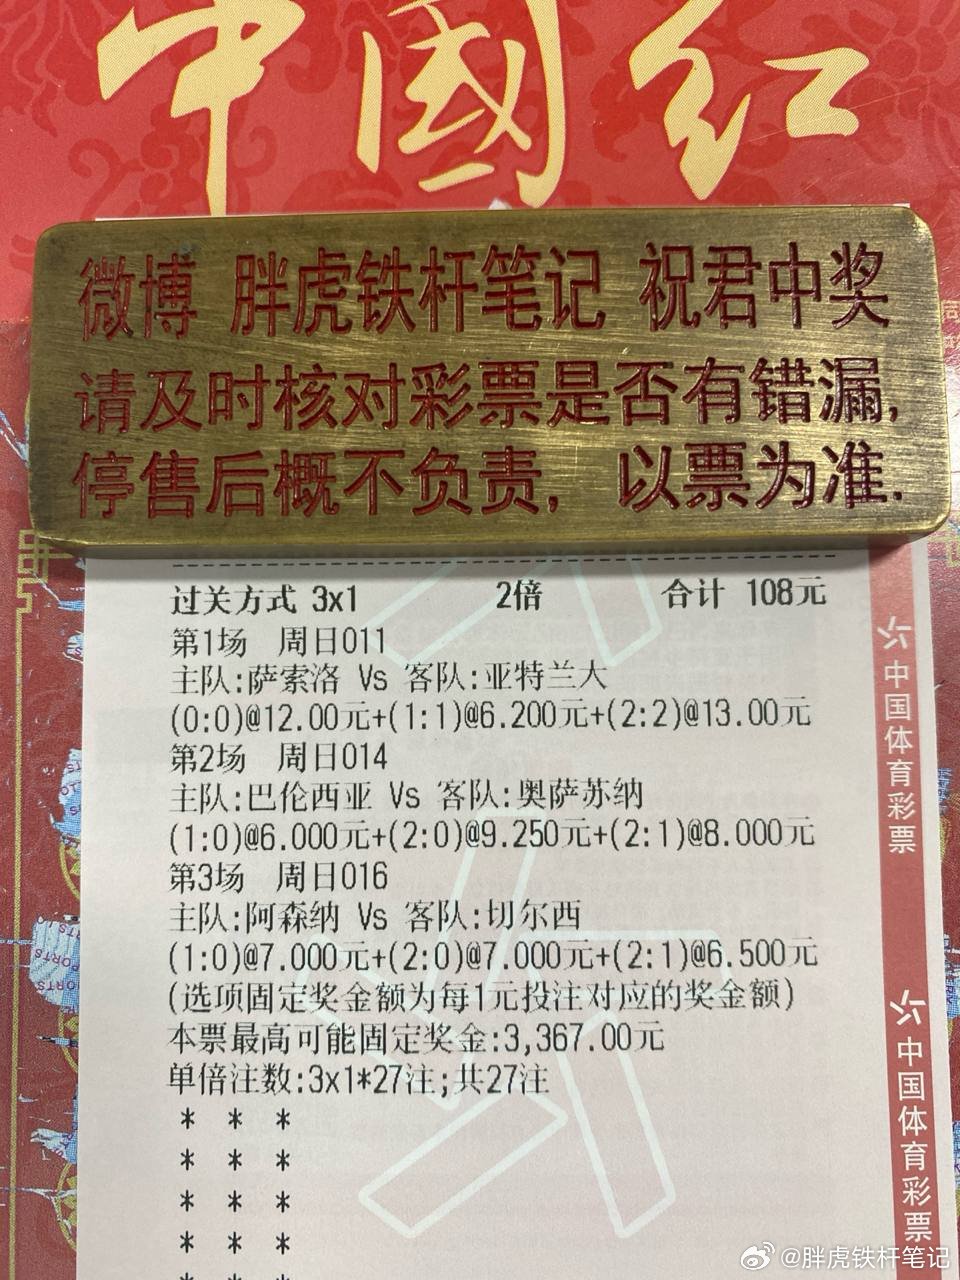 中國红
微博 胖虎铁杆笔记 祝君中奖
请及时核对彩票是否有错漏,
停售后概不负责, 以票为准.
过关方式 3x1 2倍 合计 108元
第1场 周日011
主队:萨索洛 Vs 客队:亚特兰大
(0:0)@12.00元+(1:1)@6.200元+(2:2)@13.00元
第2场 周日014
主队:巴伦西亚 Vs 客队:奥萨苏纳
(1:0)@6.000元+(2:0)@9.250元+(2:1)@8.000元
第3场 周日016
主队:阿森纳 Vs 客队:切尔西
(1:0)@7.000元+(2:0)@7.000元+(2:1)@6.500元
(选项固定奖金额为每1元投注对应的奖金额)
本票最高可能固定奖金:3,367.00元
单倍注数:3x1*27注;共27注
* * *
* * *
* * *
* * *
中国体育彩票
中国体育彩票
@胖虎铁杆笔记